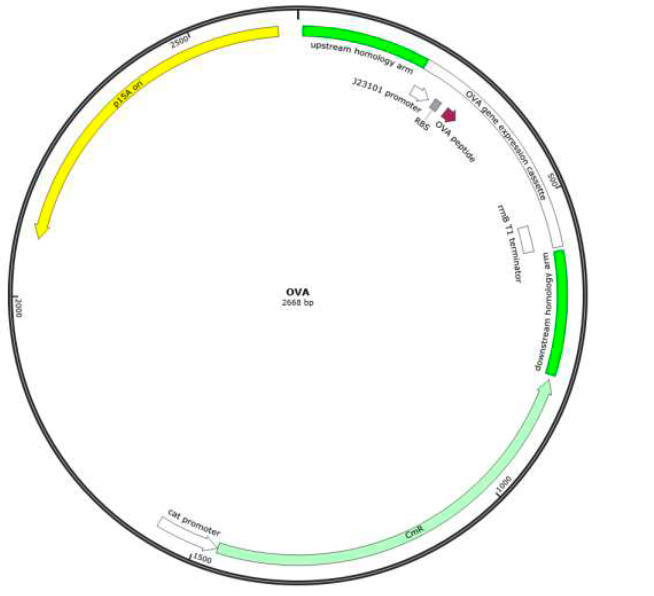 2500
p15A ori
upstream homology arm
J23101 promoter
RBS
OVA peptide
OVA gene expression cassette
500
rrnB T1 terminator
downstream homology arm
OVA
2668 bp
2000
1000
CmR
cat promoter
1500